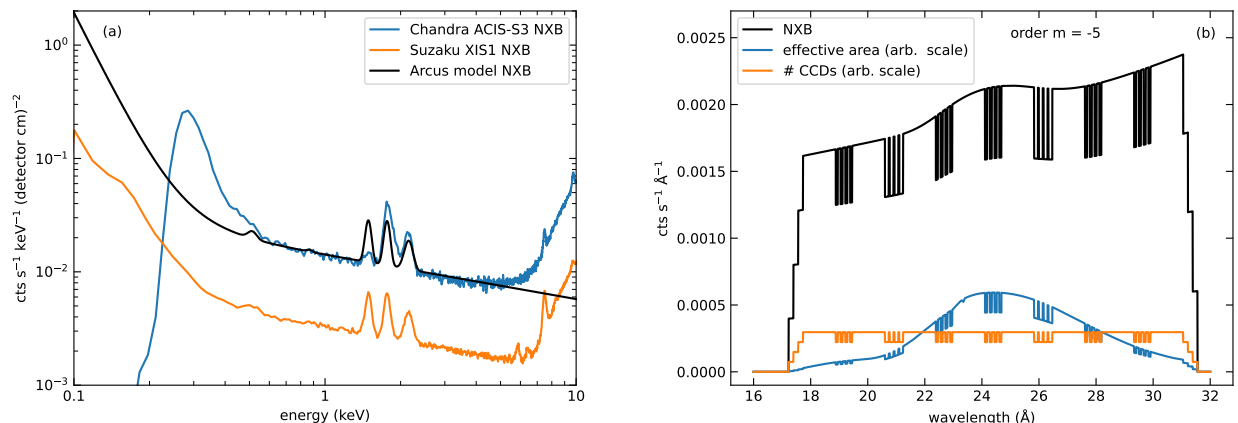 (a)
Chandra ACIS-S3 NXB
Suzaku XIS1 NXB
Arcus model NXB
10⁰
10⁻¹
10⁻²
10⁻³
cts s⁻¹ keV⁻¹ (detector cm)⁻²
0.1
1
10
energy (keV)
NXB
effective area (arb. scale)
# CCDs (arb. scale)
order m = -5
(b)
0.0025
0.0020
0.0015
0.0010
0.0005
0.0000
cts s⁻¹ Å⁻¹
16
18
20
22
24
26
28
30
32
wavelength (Å)